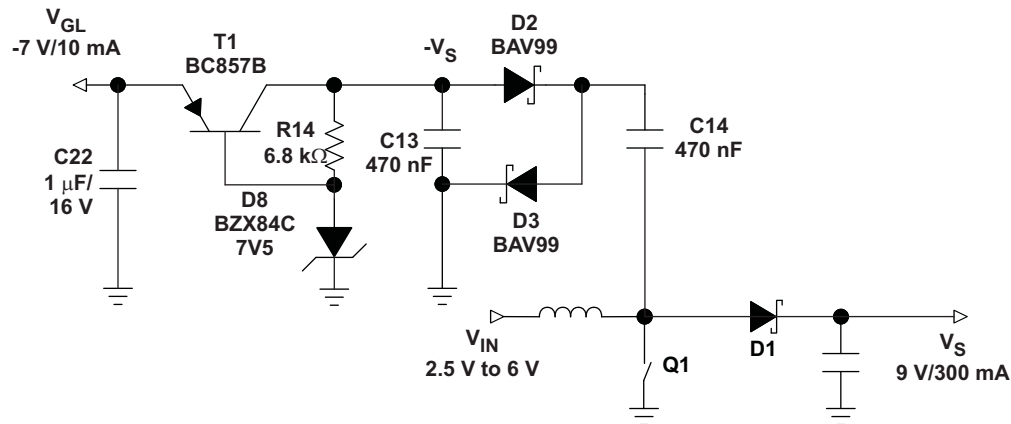 V_GL
-7 V/10 mA
T1
BC857B
-V_S
D2
BAV99
C22
1 μF/
16 V
R14
6.8 kΩ
D8
BZX84C
7V5
C13
470 nF
D3
BAV99
C14
470 nF
V_IN
2.5 V to 6 V
Q1
D1
V_S
9 V/300 mA